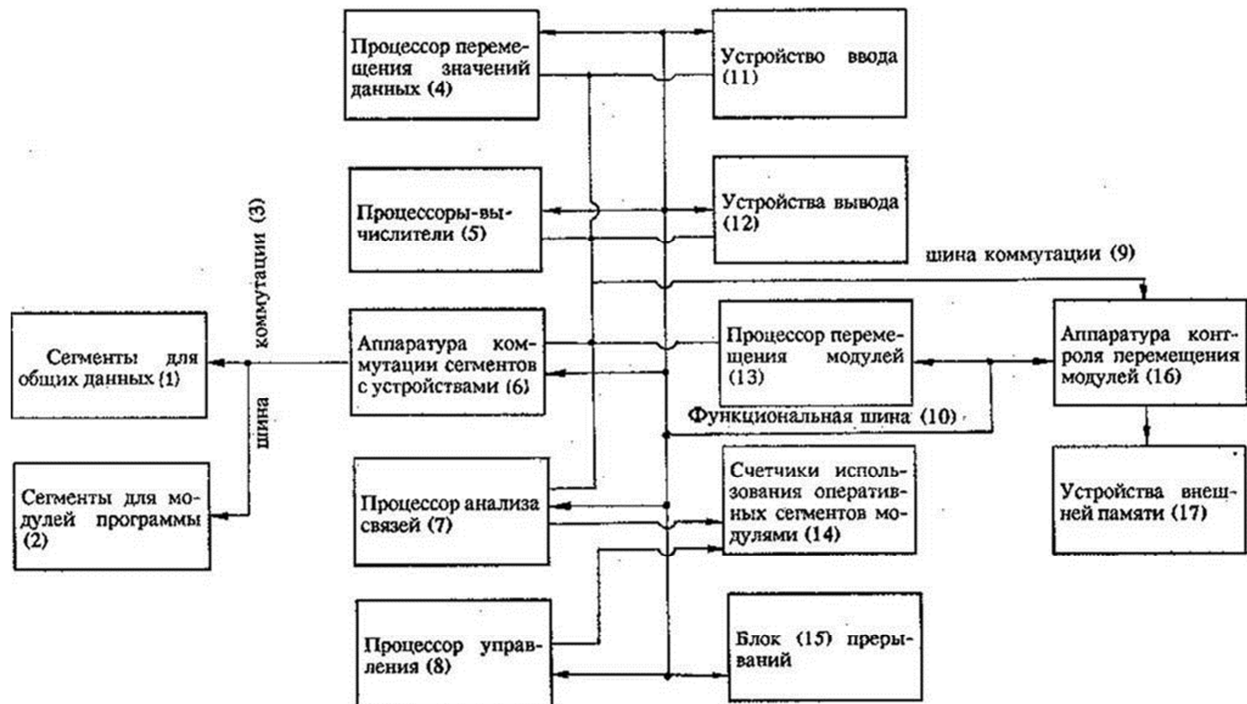 Процессор переме-
щения значений
данных (4)
Устройство ввода
(11)
Процессоры-вы-
числители (5)
Устройства вывода
(12)
шина коммутации (9)
шина коммутации (3)
Сегменты для
общих данных (1)
Аппаратура ком-
мутации сегментов
с устройствами (6)
Процессор переме-
щения модулей
(13)
Аппаратура конт-
роля перемещения
модулей (16)
Функциональная шина (10)
Сегменты для мо-
дулей программы
(2)
Процессор анализа
связей (7)
Счетчики исполь-
зования оператив-
ных сегментов мо-
дулями (14)
Устройства внеш-
ней памяти (17)
Процессор управ-
ления (8)
Блок (15) преры-
ваний